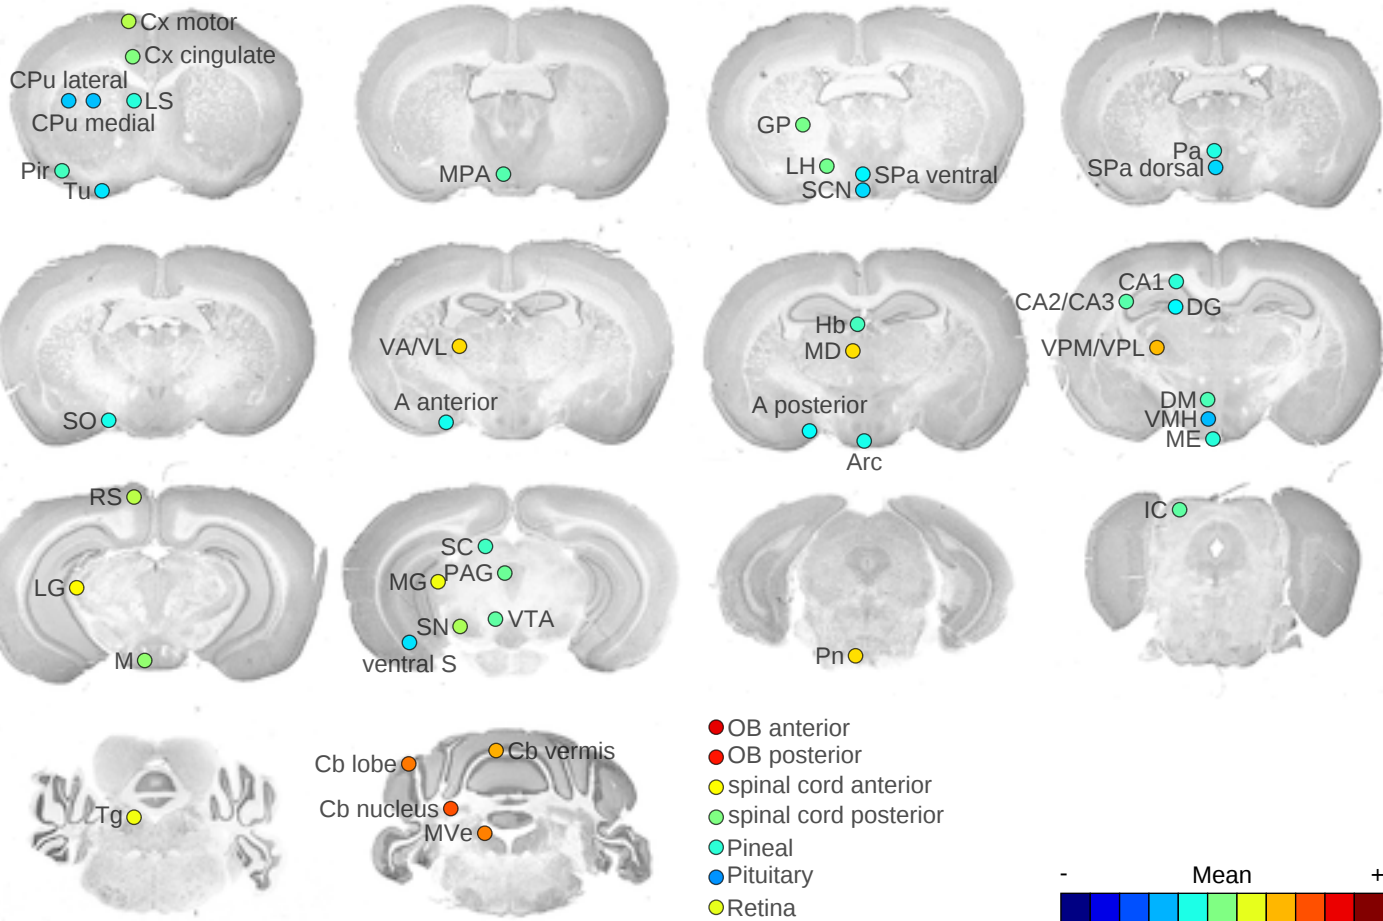 Cx motor
Cx cingulate
CPu lateral
LS
CPu medial
Pir
Tu
MPA
GP
LH
SPa ventral
SCN
Pa
SPa dorsal
SO
VA/VL
A anterior
Hb
MD
A posterior
Arc
CA1
CA2/CA3
DG
VPM/VPL
DM
VMH
ME
RS
LG
M
SC
PAG
MG
SN
VTA
ventral S
Pn
IC
Tg
Cb lobe
Cb vermis
Cb nucleus
MVe
OB anterior
OB posterior
spinal cord anterior
spinal cord posterior
Pineal
Pituitary
Retina
- Mean +